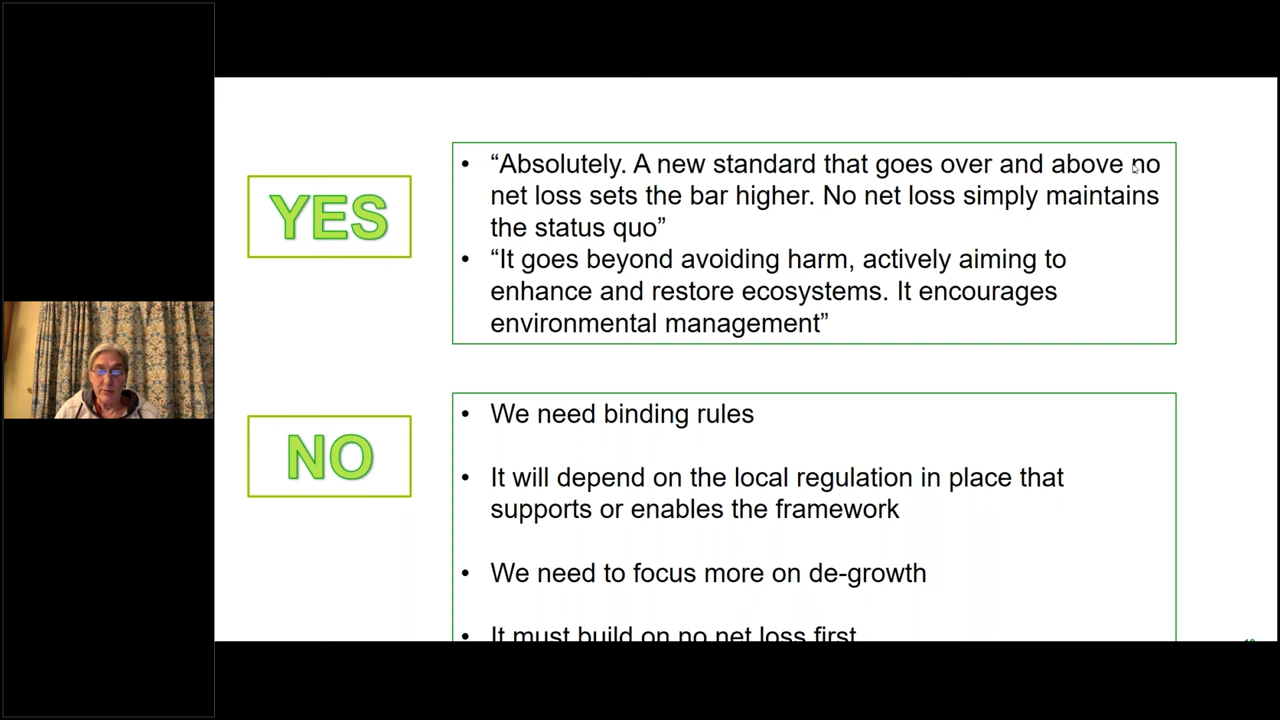 YES
• “Absolutely. A new standard that goes over and above no
net loss sets the bar higher. No net loss simply maintains
the status quo”
• “It goes beyond avoiding harm, actively aiming to
enhance and restore ecosystems. It encourages
environmental management”
NO
• We need binding rules
• It will depend on the local regulation in place that
supports or enables the framework
• We need to focus more on de-growth
• It must build on no net loss first